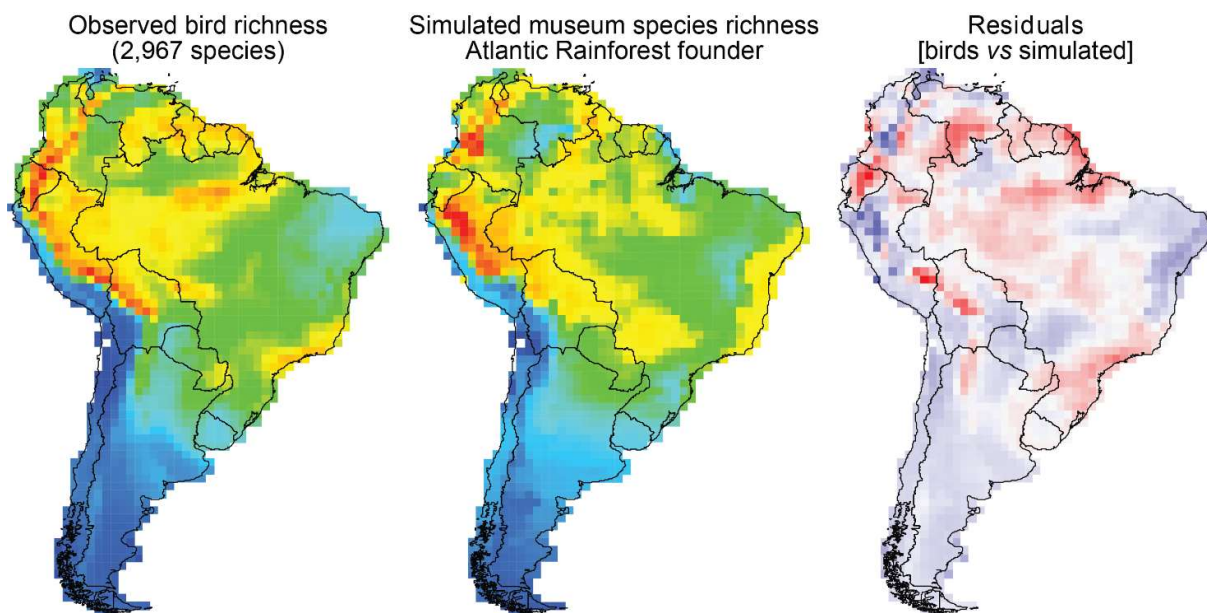 Observed bird richness
(2,967 species)
Simulated museum species richness
Atlantic Rainforest founder
Residuals
[birds vs simulated]